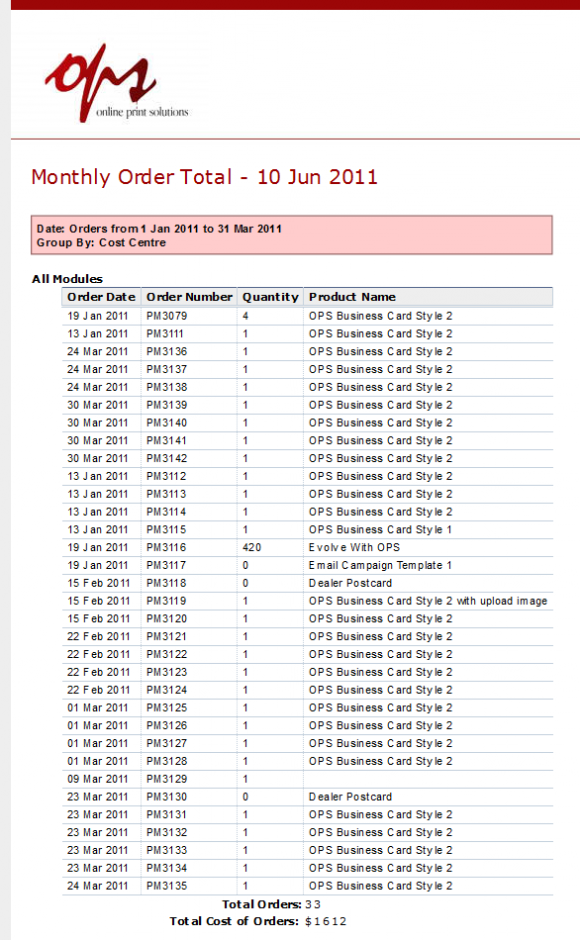 ops
online print solutions
Monthly Order Total - 10 Jun 2011
Date: Orders from 1 Jan 2011 to 31 Mar 2011
Group By: Cost Centre
All Modules
Order Date Order Number Quantity Product Name
19 Jan 2011 PM3079 4 OPS Business Card Style 2
13 Jan 2011 PM3111 1 OPS Business Card Style 2
24 Mar 2011 PM3136 1 OPS Business Card Style 2
24 Mar 2011 PM3137 1 OPS Business Card Style 2
24 Mar 2011 PM3138 1 OPS Business Card Style 2
30 Mar 2011 PM3139 1 OPS Business Card Style 2
30 Mar 2011 PM3140 1 OPS Business Card Style 2
30 Mar 2011 PM3141 1 OPS Business Card Style 2
30 Mar 2011 PM3142 1 OPS Business Card Style 2
13 Jan 2011 PM3112 1 OPS Business Card Style 2
13 Jan 2011 PM3113 1 OPS Business Card Style 2
13 Jan 2011 PM3114 1 OPS Business Card Style 2
13 Jan 2011 PM3115 1 OPS Business Card Style 1
19 Jan 2011 PM3116 420 Evolve With OPS
19 Jan 2011 PM3117 0 Email Campaign Template 1
15 Feb 2011 PM3118 0 Dealer Postcard
15 Feb 2011 PM3119 1 OPS Business Card Style 2 with upload image
15 Feb 2011 PM3120 1 OPS Business Card Style 2
22 Feb 2011 PM3121 1 OPS Business Card Style 2
22 Feb 2011 PM3122 1 OPS Business Card Style 2
22 Feb 2011 PM3123 1 OPS Business Card Style 2
22 Feb 2011 PM3124 1 OPS Business Card Style 2
01 Mar 2011 PM3125 1 OPS Business Card Style 2
01 Mar 2011 PM3126 1 OPS Business Card Style 2
01 Mar 2011 PM3127 1 OPS Business Card Style 2
01 Mar 2011 PM3128 1 OPS Business Card Style 2
09 Mar 2011 PM3129 1
23 Mar 2011 PM3130 0 Dealer Postcard
23 Mar 2011 PM3131 1 OPS Business Card Style 2
23 Mar 2011 PM3132 1 OPS Business Card Style 2
23 Mar 2011 PM3133 1 OPS Business Card Style 2
23 Mar 2011 PM3134 1 OPS Business Card Style 2
24 Mar 2011 PM3135 1 OPS Business Card Style 2
Total Orders: 33
Total Cost of Orders: $1612